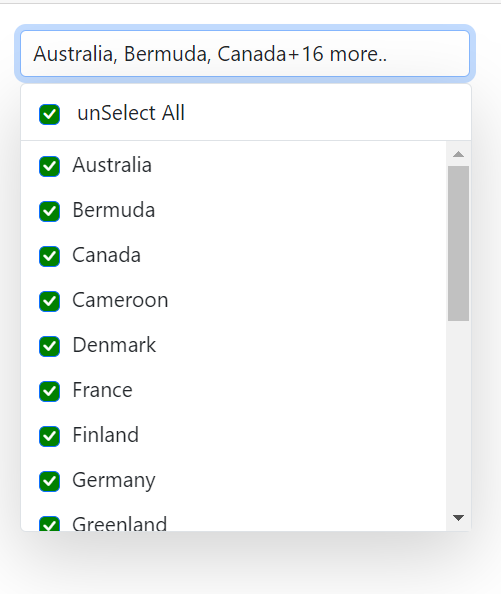 Australia, Bermuda, Canada+16 more..
unSelect All
Australia
Bermuda
Canada
Cameroon
Denmark
France
Finland
Germany
Greenland